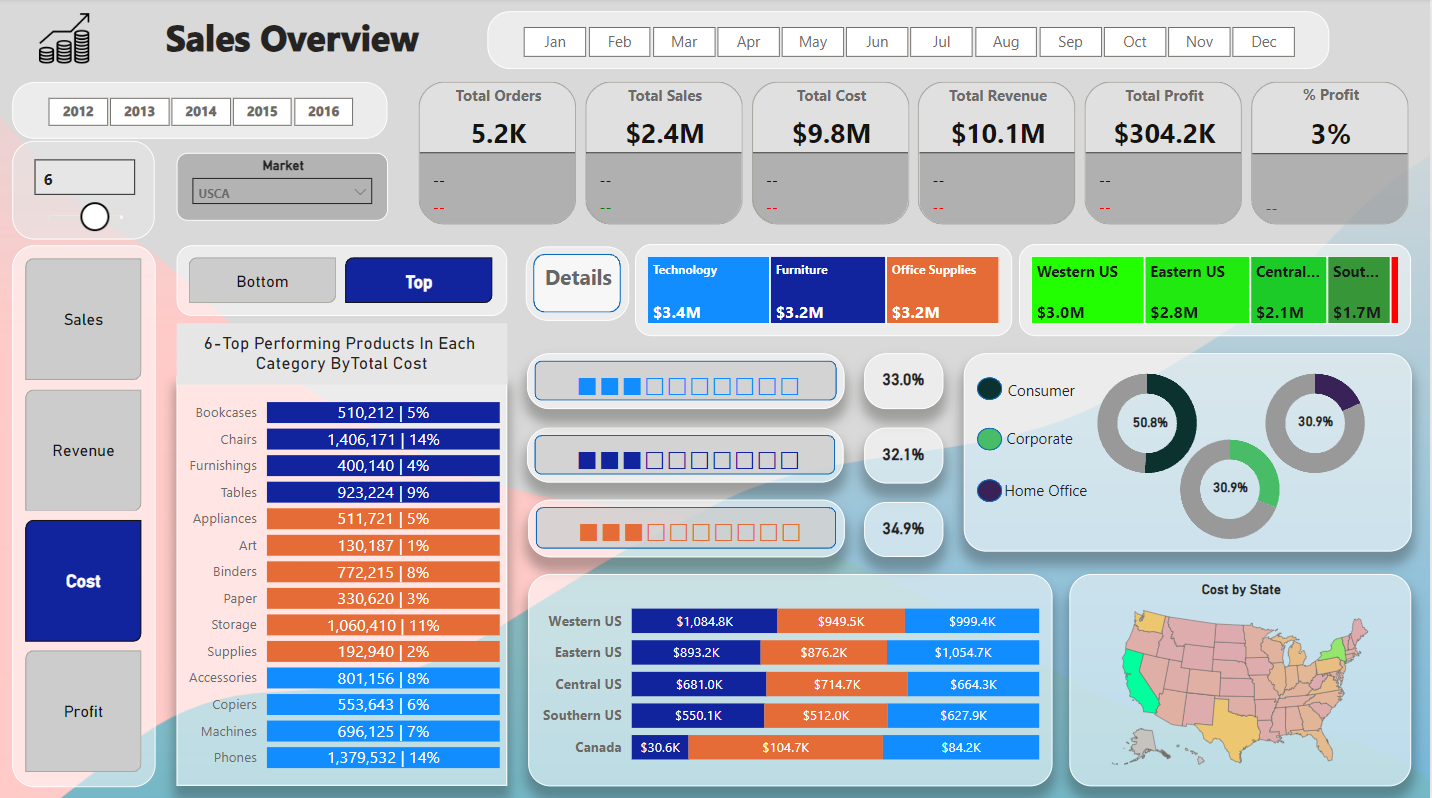 Sales Overview
Jan Feb Mar Apr May Jun Jul Aug Sep Oct Nov Dec
2012 2013 2014 2015 2016
6
Market
USCA
Total Orders
5.2K
--
--
Total Sales
$2.4M
--
--
Total Cost
$9.8M
--
--
Total Revenue
$10.1M
--
--
Total Profit
$304.2K
--
--
% Profit
3%
--
Sales
Revenue
Cost
Profit
Bottom Top
Details
Technology
$3.4M
Furniture
$3.2M
Office Supplies
$3.2M
Western US
$3.0M
Eastern US
$2.8M
Central...
$2.1M
Sout...
$1.7M
6-Top Performing Products In Each
Category ByTotal Cost
Bookcases 510,212 | 5%
Chairs 1,406,171 | 14%
Furnishings 400,140 | 4%
Tables 923,224 | 9%
Appliances 511,721 | 5%
Art 130,187 | 1%
Binders 772,215 | 8%
Paper 330,620 | 3%
Storage 1,060,410 | 11%
Supplies 192,940 | 2%
Accessories 801,156 | 8%
Copiers 553,643 | 6%
Machines 696,125 | 7%
Phones 1,379,532 | 14%
33.0%
32.1%
34.9%
Consumer
Corporate
Home Office
50.8%
30.9%
30.9%
Western US $1,084.8K $949.5K $999.4K
Eastern US $893.2K $876.2K $1,054.7K
Central US $681.0K $714.7K $664.3K
Southern US $550.1K $512.0K $627.9K
Canada $30.6K $104.7K $84.2K
Cost by State